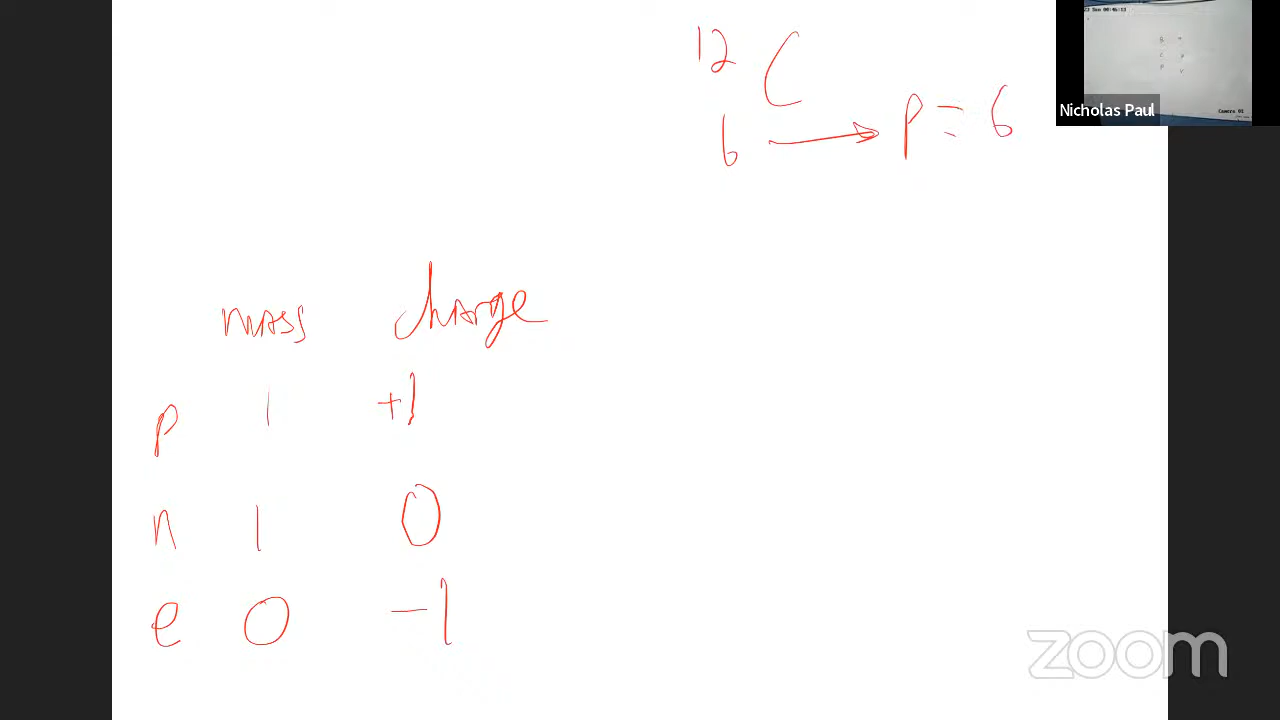 12
C
6 → P = 6
Nicholas Paul
mass charge
p 1 +1
n 1 0
e 0 -1
zoom